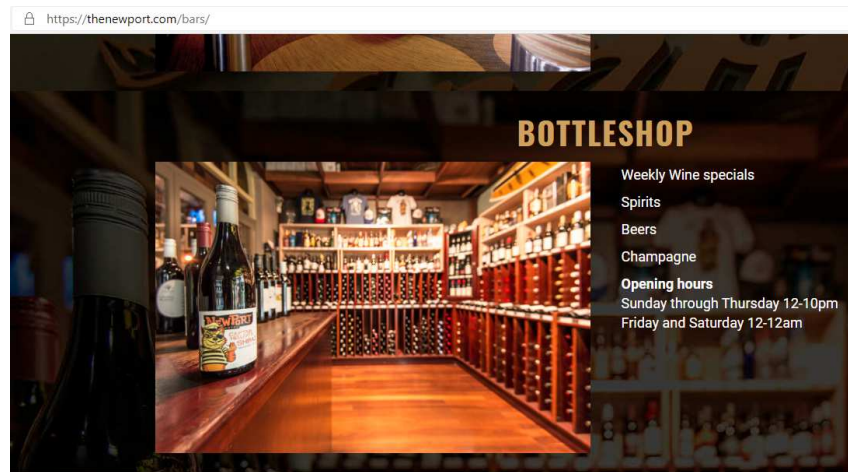 https://thenewport.com/bars/
BOTTLESHOP
Weekly Wine specials
Spirits
Beers
Champagne
Opening hours
Sunday through Thursday 12-10pm
Friday and Saturday 12-12am
NEWPORT